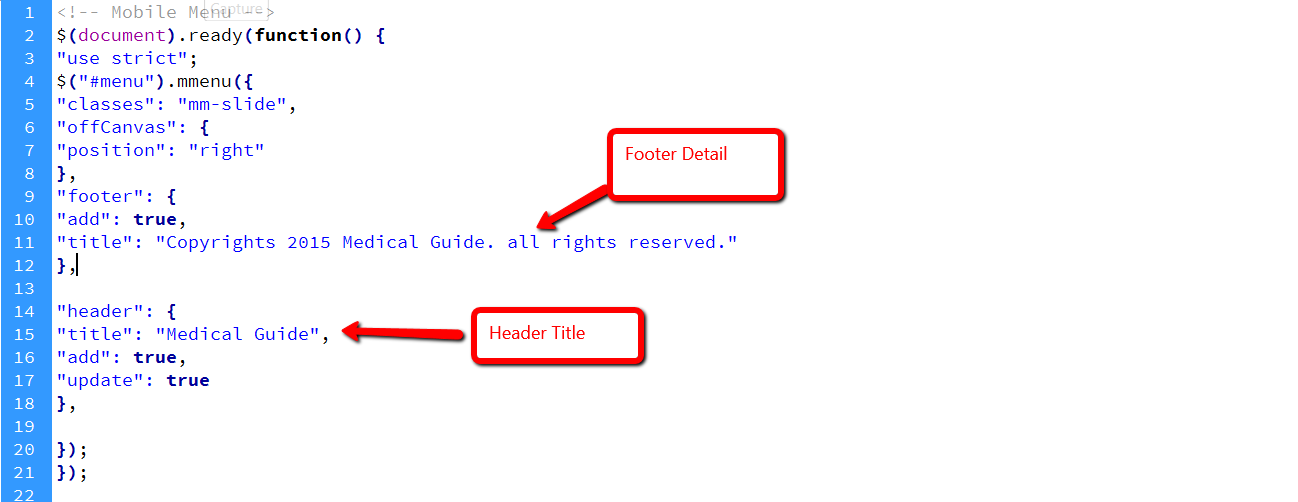 1 <!-- Mobile Menu -->
Capture
2 $(document).ready(function() {
3 "use strict";
4 $("#menu").mmenu({
5 "classes": "mm-slide",
6 "offCanvas": {
7 "position": "right"
8 },
9 "footer": {
10 "add": true,
11 "title": "Copyrights 2015 Medical Guide. all rights reserved."
12 },
13
14 "header": {
15 "title": "Medical Guide",
16 "add": true,
17 "update": true
18 },
19
20 });
21 });
22
Footer Detail
Header Title